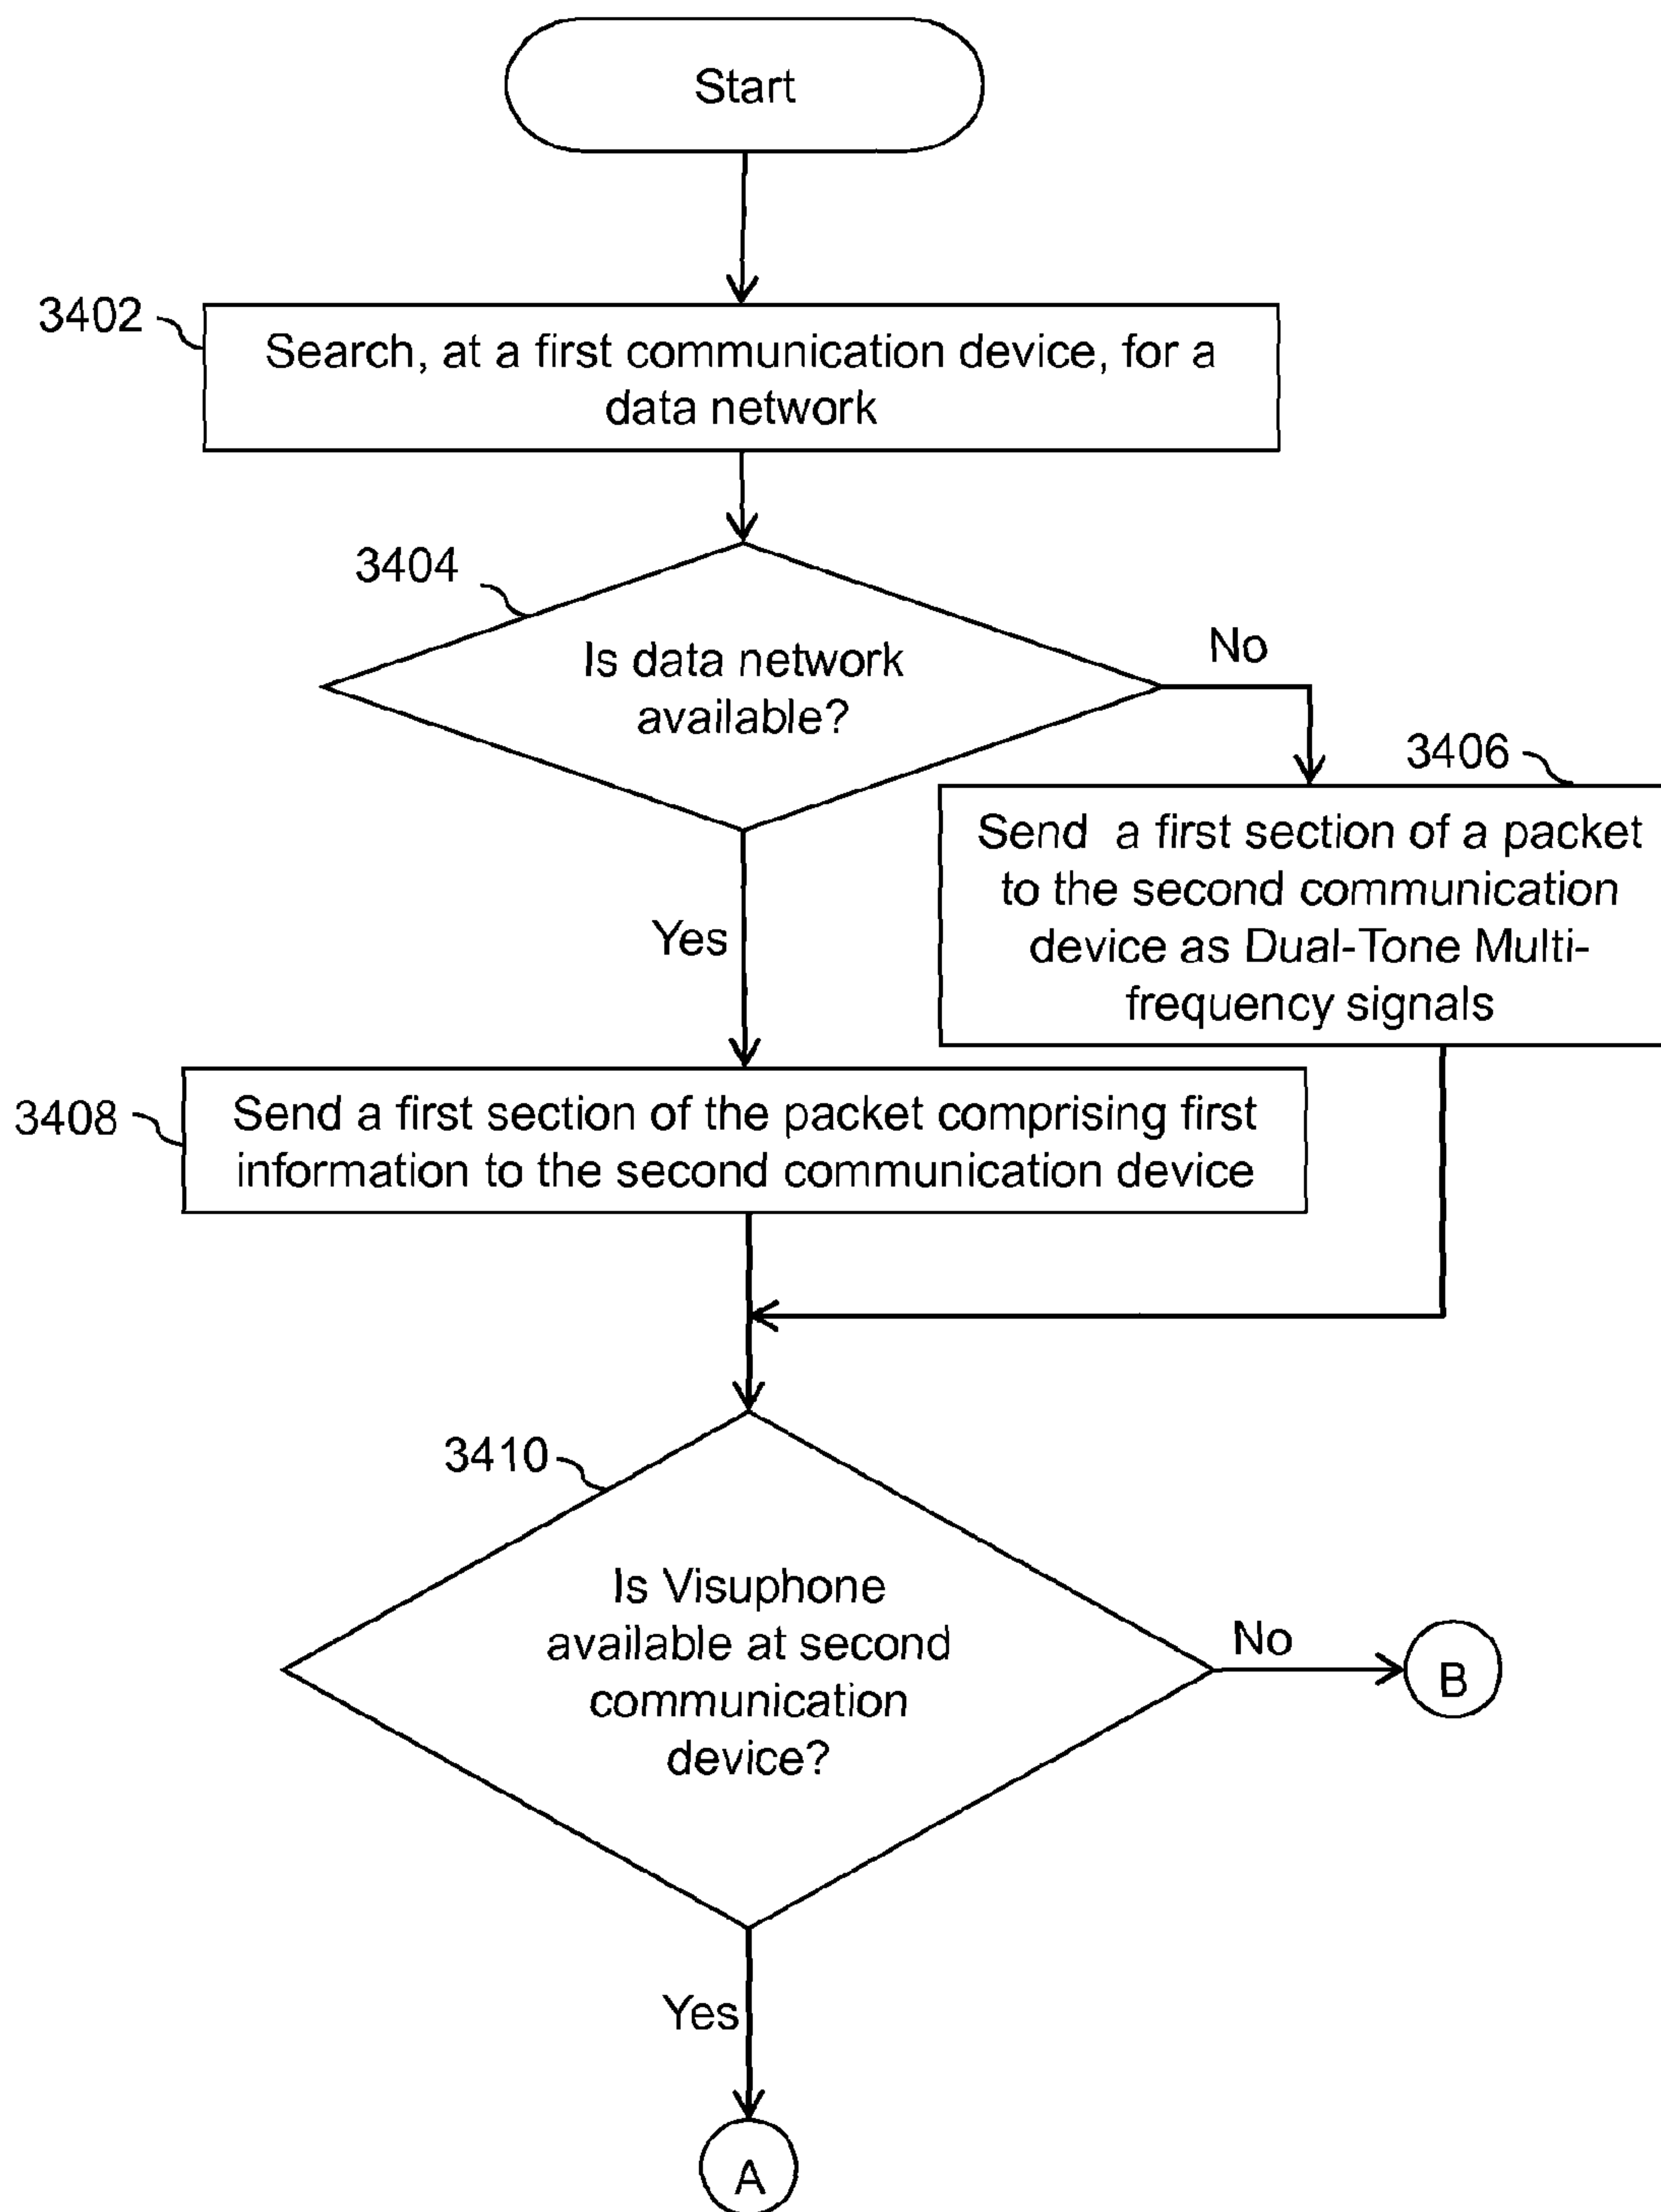 Start
3402
Search, at a first communication device, for a
data network
3404
Is data network
available?
No
3406
Send a first section of a packet
to the second communication
device as Dual-Tone Multi-
frequency signals
Yes
3408
Send a first section of the packet comprising first
information to the second communication device
3410
Is Visuphone
available at second
communication
device?
No
B
Yes
A